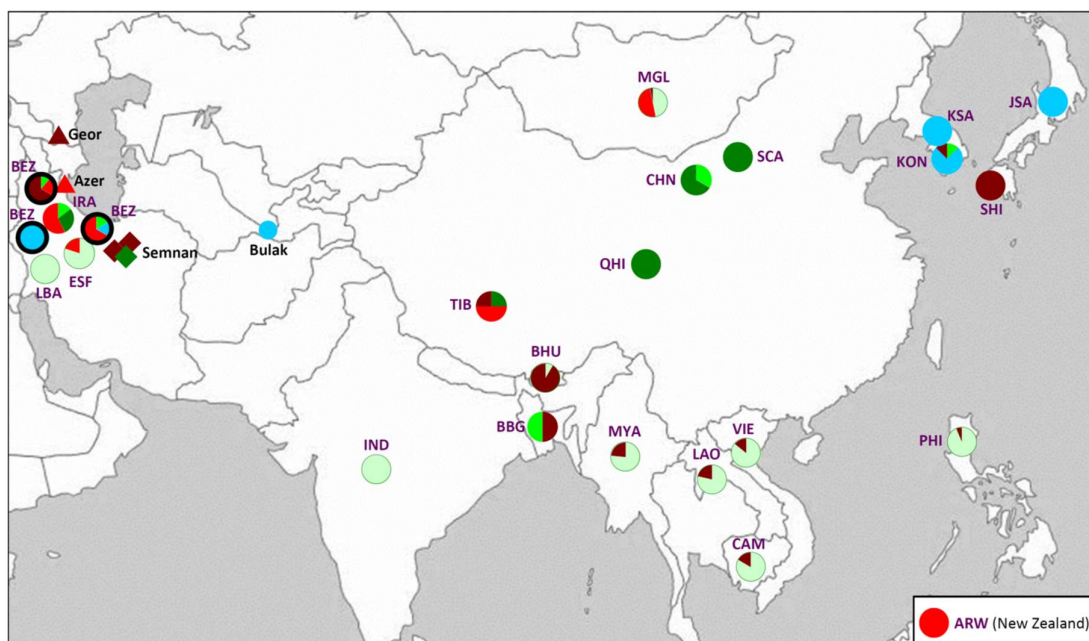 MGL
JSA
KSA
Geor
SCA
KON
BEZ
Azer
CHN
SHI
IRA
BEZ
BEZ
Semnan
Bulak
ESF
QHI
LBA
TIB
BHU
BBG
MYA
VIE
PHI
IND
LAO
CAM
ARW (New Zealand)